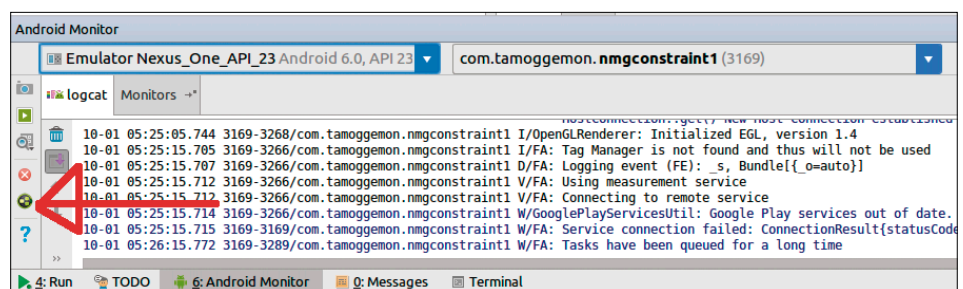 Android Monitor
Emulator Nexus_One_API_23 Android 6.0, API 23
com.tamoggemon.nmgconstraint1 (3169)
logcat
Monitors
HostConnection::get() New Host Connection established
10-01 05:25:05.744 3169-3268/com.tamoggemon.nmgconstraint1 I/OpenGLRenderer: Initialized EGL, version 1.4
10-01 05:25:15.705 3169-3266/com.tamoggemon.nmgconstraint1 I/FA: Tag Manager is not found and thus will not be used
10-01 05:25:15.707 3169-3266/com.tamoggemon.nmgconstraint1 D/FA: Logging event (FE): _s, Bundle[{_o=auto}]
10-01 05:25:15.712 3169-3266/com.tamoggemon.nmgconstraint1 V/FA: Using measurement service
10-01 05:25:15.712 3169-3266/com.tamoggemon.nmgconstraint1 V/FA: Connecting to remote service
10-01 05:25:15.714 3169-3266/com.tamoggemon.nmgconstraint1 W/GooglePlayServicesUtil: Google Play services out of date.
10-01 05:25:15.715 3169-3169/com.tamoggemon.nmgconstraint1 W/FA: Service connection failed: ConnectionResult{statusCode
10-01 05:26:15.772 3169-3289/com.tamoggemon.nmgconstraint1 W/FA: Tasks have been queued for a long time
?
>>
4: Run
TODO
6: Android Monitor
0: Messages
Terminal